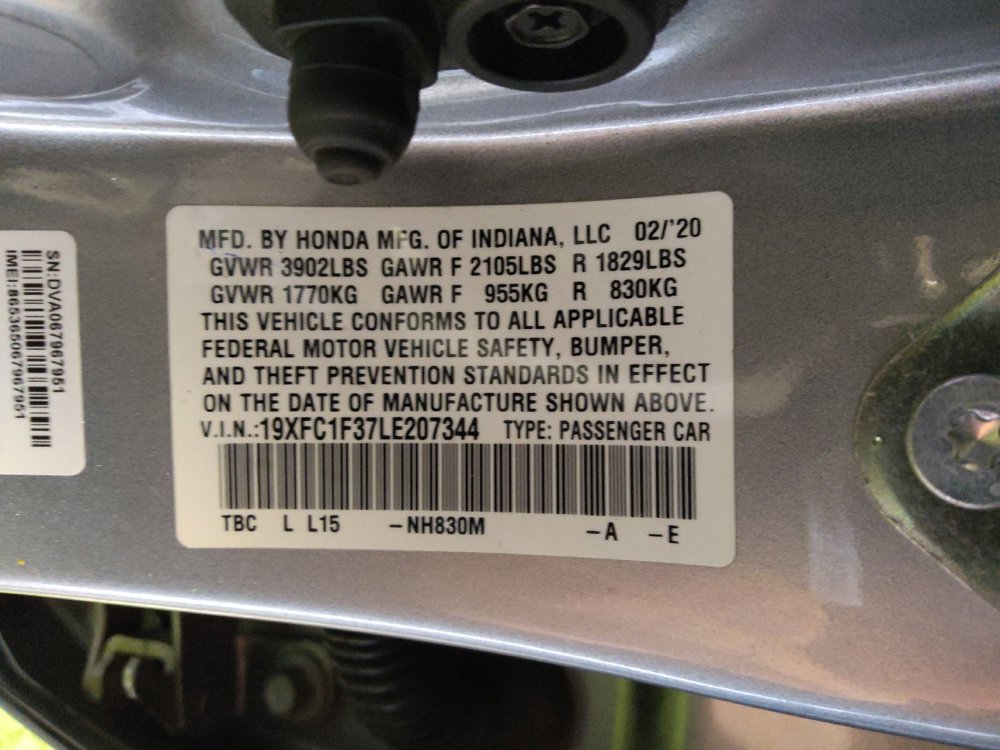 MFD. BY HONDA MFG. OF INDIANA, LLC 02/'20
GVWR 3902LBS GAWR F 2105LBS R 1829LBS
GVWR 1770KG GAWR F 955KG R 830KG
THIS VEHICLE CONFORMS TO ALL APPLICABLE
FEDERAL MOTOR VEHICLE SAFETY, BUMPER,
AND THEFT PREVENTION STANDARDS IN EFFECT
ON THE DATE OF MANUFACTURE SHOWN ABOVE.
V.I.N.:19XFC1F37LE207344 TYPE: PASSENGER CAR
TBC L L15 -NH830M -A -E
SN:DVA067967951
IMEI:865365067967951